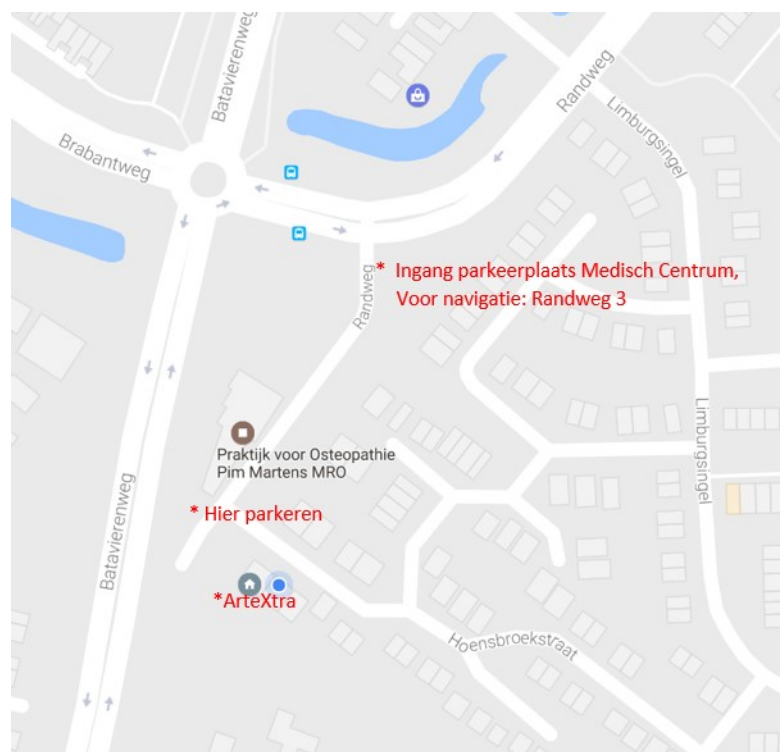 Batavierenweg
Batavierenweg
Randweg
Limburgsingel
Brabantweg
Randweg
* Ingang parkeerplaats Medisch Centrum,
Voor navigatie: Randweg 3
Limburgsingel
Praktijk voor Osteopathie
Pim Martens MRO
* Hier parkeren
Batavierenweg
*ArteXtra
Hoensbroekstraat